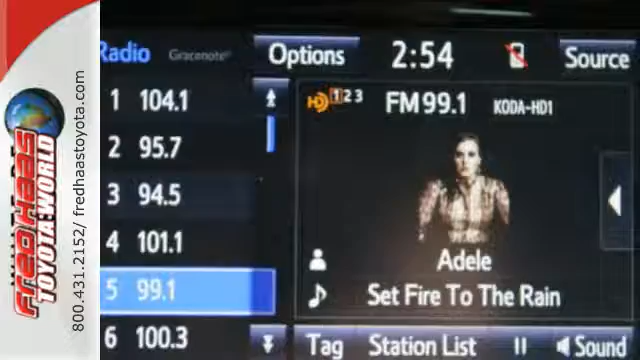 Fred Haas
TOYOTA WORLD
800.431.2152/ fredhaastoyota.com
Radio
Gracenote
Options
2:54
Source
1 104.1
2 95.7
3 94.5
4 101.1
5 99.1
6 100.3
HD 1 2 3
FM 99.1
KODA-HD1
Adele
Set Fire To The Rain
Tag
Station List
Sound